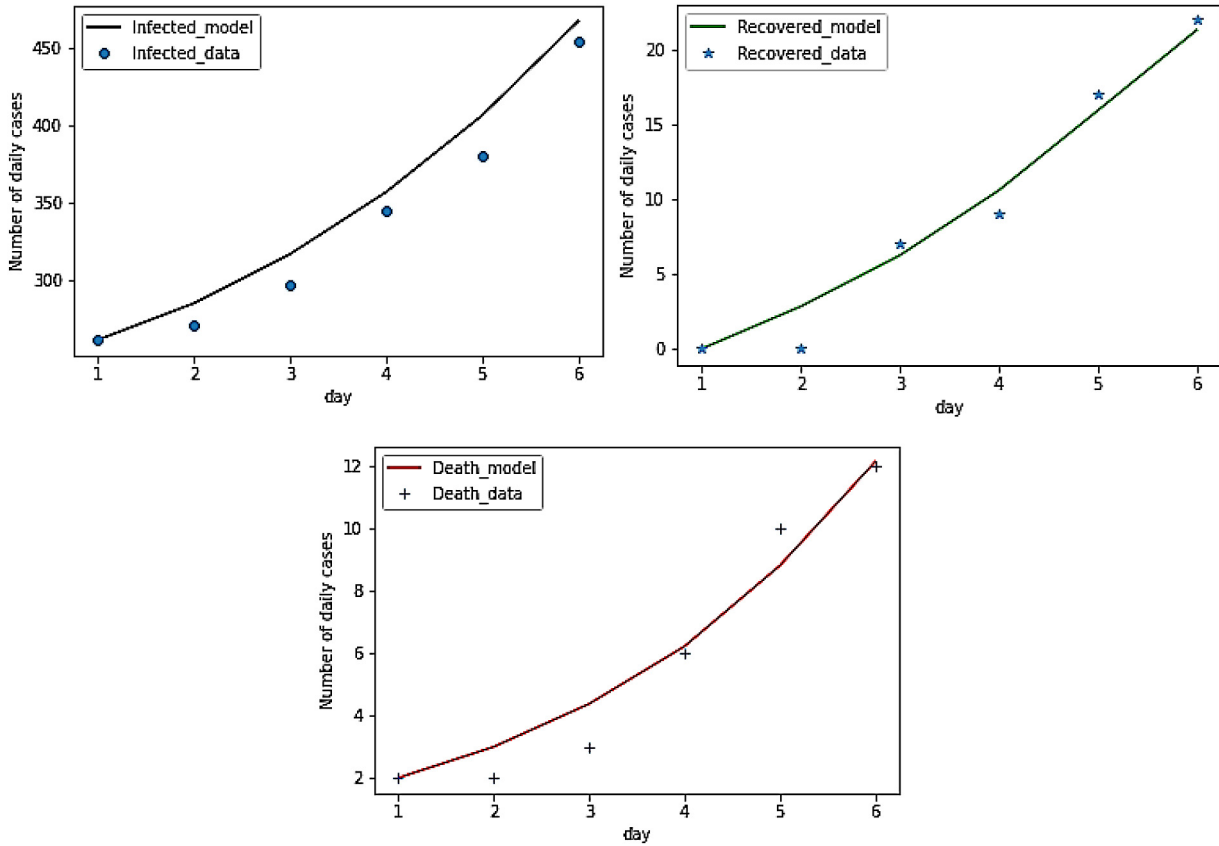 Infected_model
Infected_data
Number of daily cases
450
400
350
300
1 2 3 4 5 6
day
Recovered_model
Recovered_data
Number of daily cases
20
15
10
5
0
1 2 3 4 5 6
day
Death_model
Death_data
Number of daily cases
12
10
8
6
4
2
1 2 3 4 5 6
day